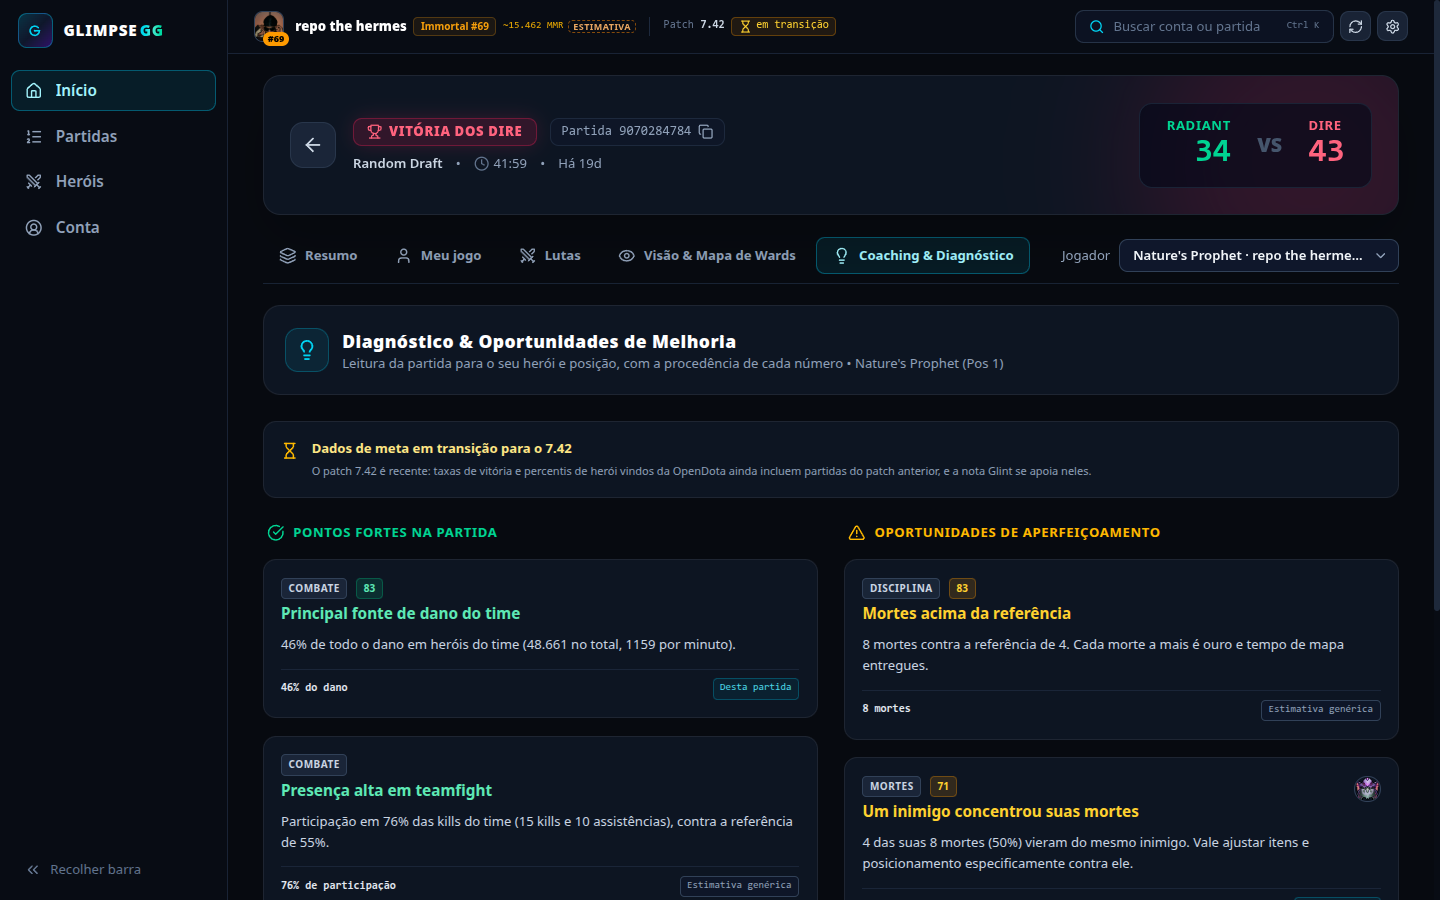 GLIMPSE GG
Início
Partidas
Heróis
Conta
Recolher barra
#69
repo the hermes
Immortal #69
~15.462 MMR
ESTIMATIVA
Patch 7.42
em transição
Buscar conta ou partida
Ctrl K
VITÓRIA DOS DIRE
Partida 9070284784
Random Draft • 41:59 • Há 19d
RADIANT
34
VS
DIRE
43
Resumo
Meu jogo
Lutas
Visão & Mapa de Wards
Coaching & Diagnóstico
Jogador
Nature's Prophet · repo the herme...
Diagnóstico & Oportunidades de Melhoria
Leitura da partida para o seu herói e posição, com a procedência de cada número • Nature's Prophet (Pos 1)
Dados de meta em transição para o 7.42
O patch 7.42 é recente: taxas de vitória e percentis de herói vindos da OpenDota ainda incluem partidas do patch anterior, e a nota Glint se apoia neles.
PONTOS FORTES NA PARTIDA
COMBATE 83
Principal fonte de dano do time
46% de todo o dano em heróis do time (48.661 no total, 1159 por minuto).
46% do dano
Desta partida
COMBATE
Presença alta em teamfight
Participação em 76% das kills do time (15 kills e 10 assistências), contra a referência
de 55%.
76% de participação
Estimativa genérica
OPORTUNIDADES DE APERFEIÇOAMENTO
DISCIPLINA 83
Mortes acima da referência
8 mortes contra a referência de 4. Cada morte a mais é ouro e tempo de mapa
entregues.
8 mortes
Estimativa genérica
MORTES 71
Um inimigo concentrou suas mortes
4 das suas 8 mortes (50%) vieram do mesmo inimigo. Vale ajustar itens e
posicionamento especificamente contra ele.